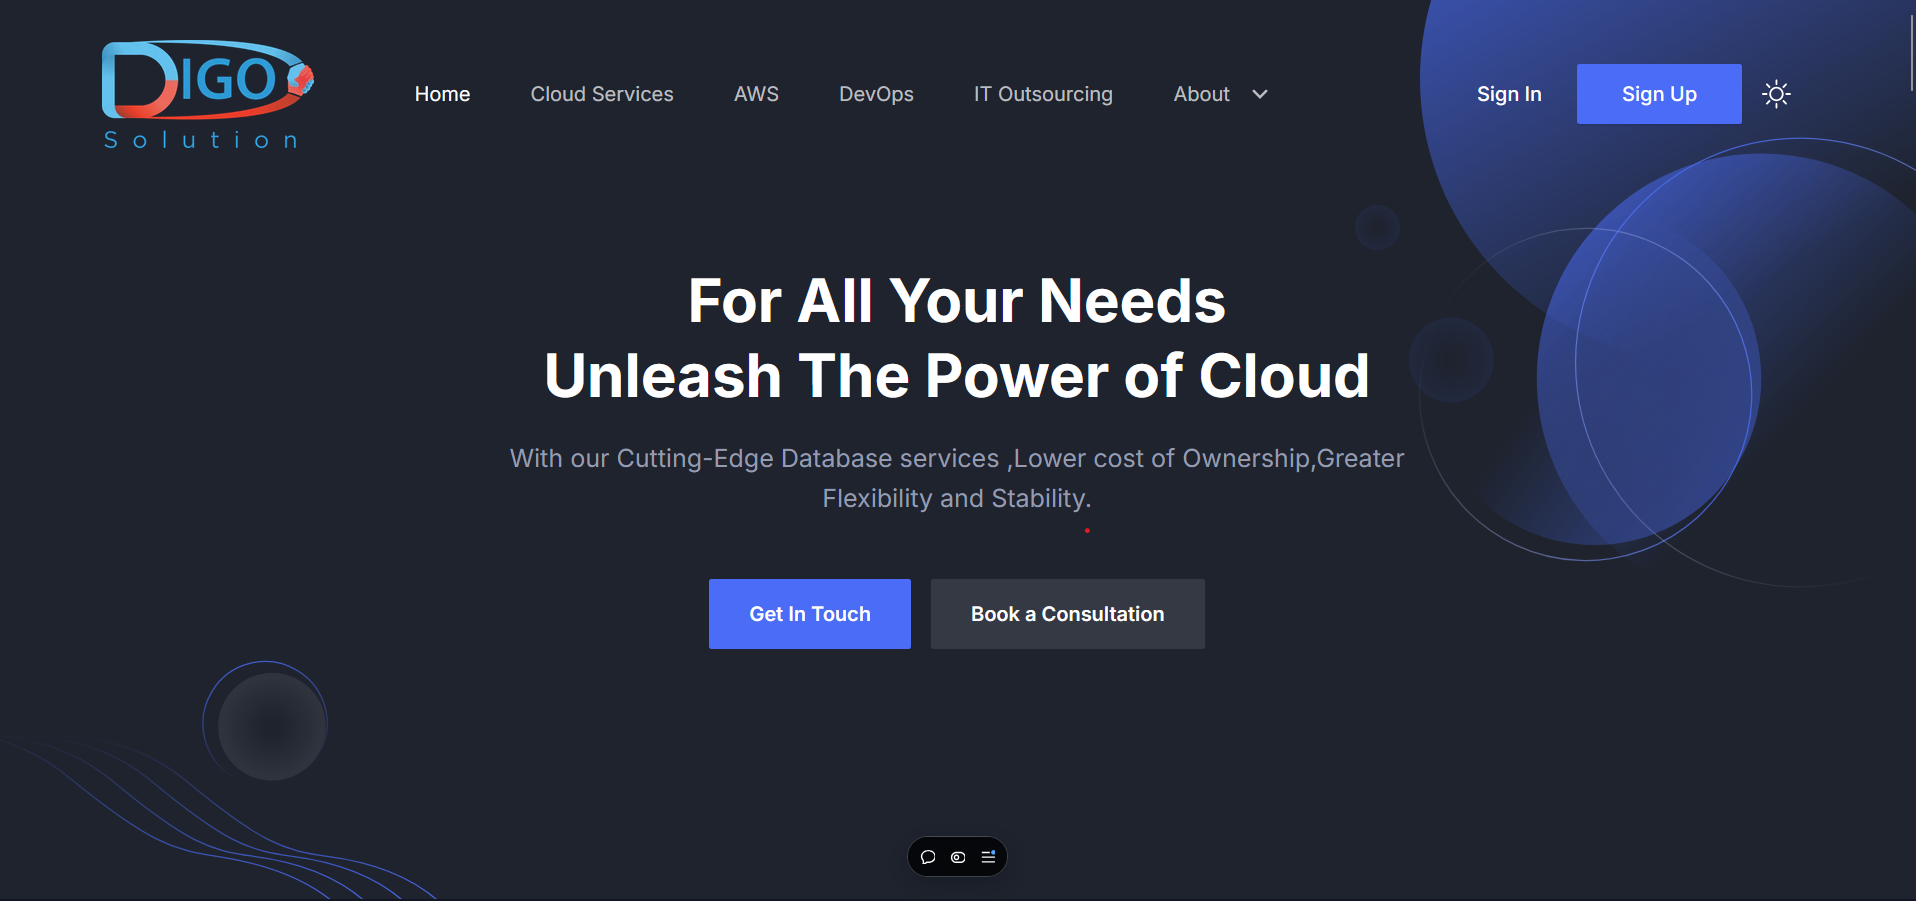 DIGO
Solution
Home
Cloud Services
AWS
DevOps
IT Outsourcing
About
Sign In
Sign Up
For All Your Needs
Unleash The Power of Cloud
With our Cutting-Edge Database services ,Lower cost of Ownership,Greater
Flexibility and Stability.
Get In Touch
Book a Consultation